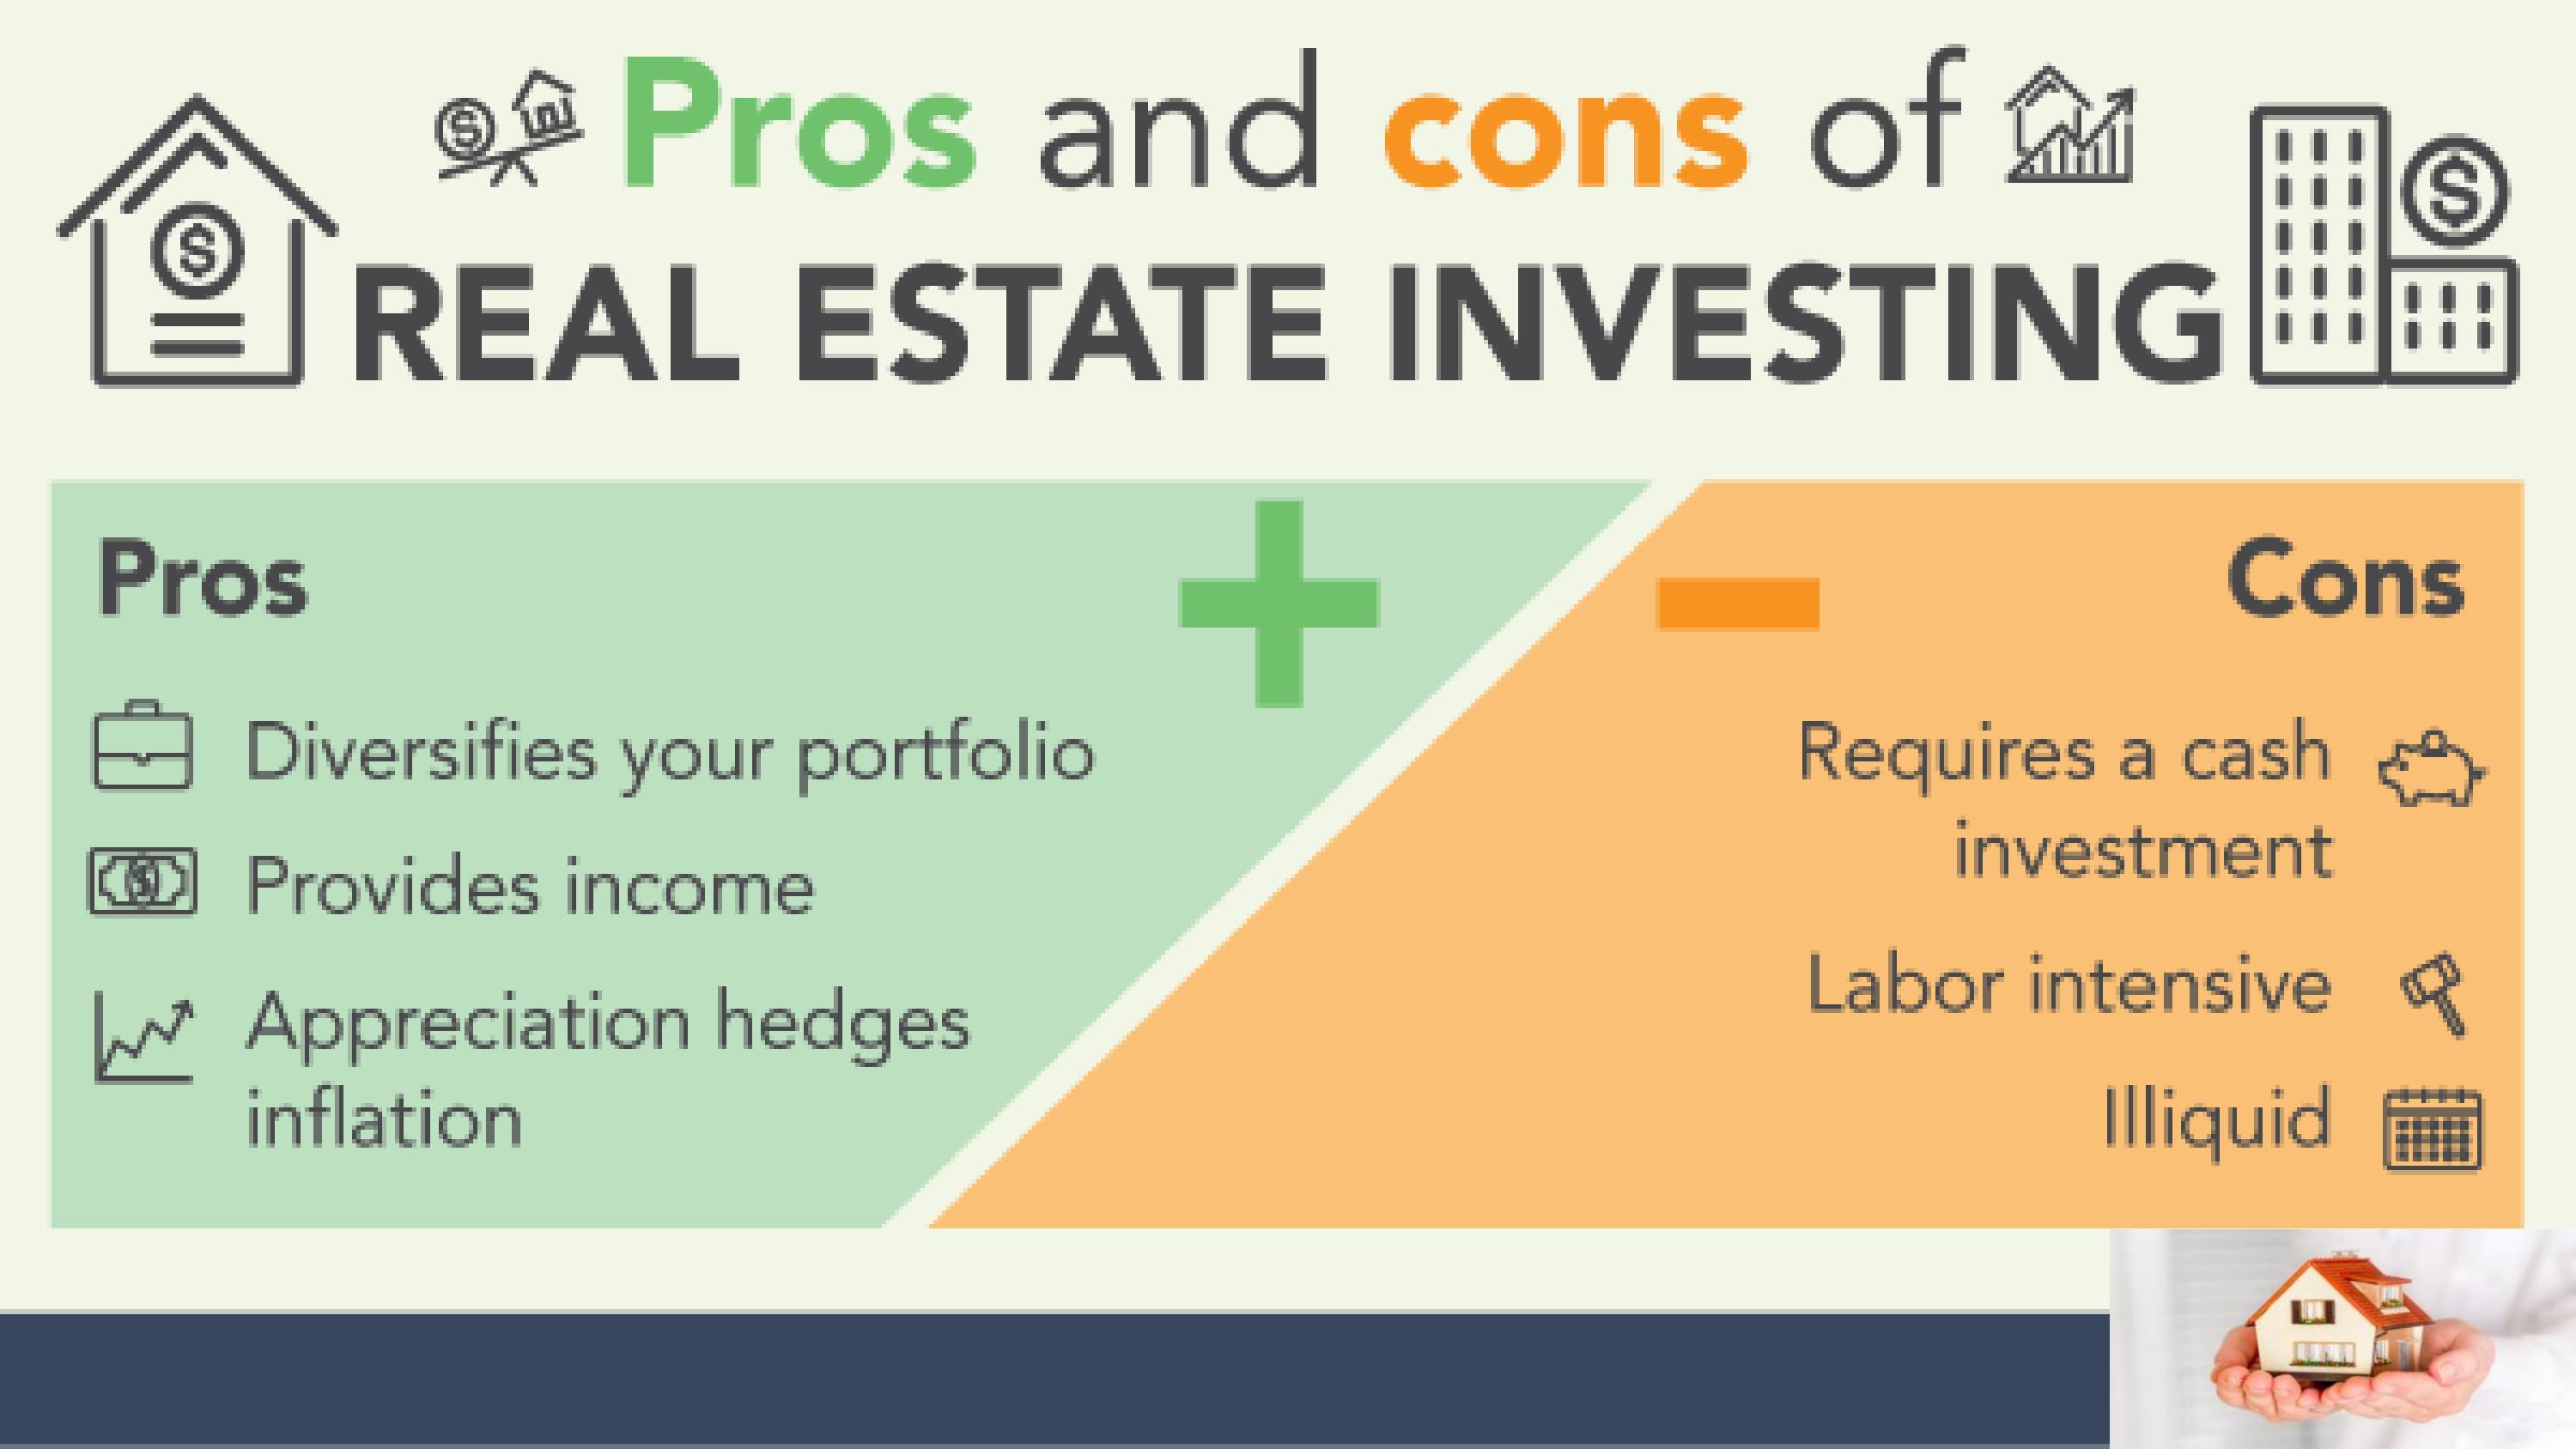 Pros and cons of
REAL ESTATE INVESTING
Pros
Diversifies your portfolio
Provides income
Appreciation hedges
inflation
Cons
Requires a cash
investment
Labor intensive
Illiquid